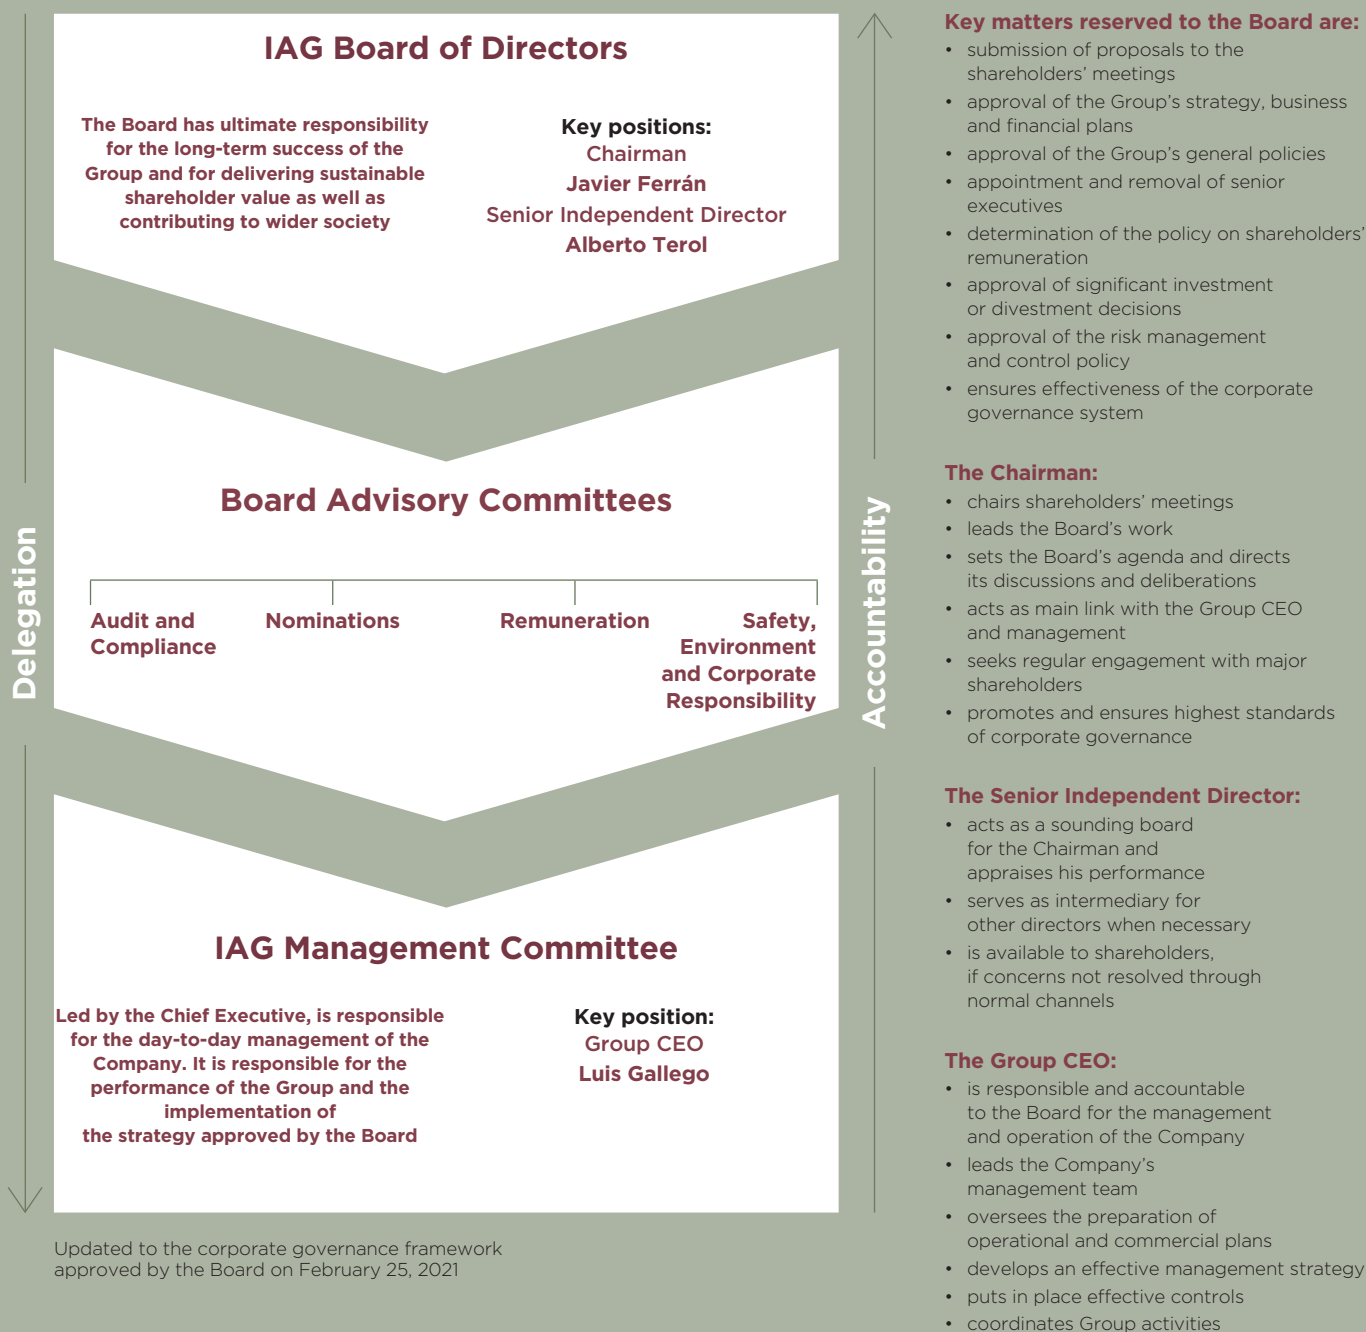 IAG Board of Directors
The Board has ultimate responsibility
for the long-term success of the
Group and for delivering sustainable
shareholder value as well as
contributing to wider society
Key positions:
Chairman
Javier Ferrán
Senior Independent Director
Alberto Terol
Board Advisory Committees
Audit and
Compliance
Nominations
Remuneration
Safety,
Environment
and Corporate
Responsibility
IAG Management Committee
Led by the Chief Executive, is responsible
for the day-to-day management of the
Company. It is responsible for the
performance of the Group and the
implementation of
the strategy approved by the Board
Key position:
Group CEO
Luis Gallego
Delegation
Accountability
Updated to the corporate governance framework
approved by the Board on February 25, 2021
Key matters reserved to the Board are:
• submission of proposals to the
shareholders' meetings
• approval of the Group's strategy, business
and financial plans
• approval of the Group's general policies
• appointment and removal of senior
executives
• determination of the policy on shareholders'
remuneration
• approval of significant investment
or divestment decisions
• approval of the risk management
and control policy
• ensures effectiveness of the corporate
governance system
The Chairman:
• chairs shareholders' meetings
• leads the Board's work
• sets the Board's agenda and directs
its discussions and deliberations
• acts as main link with the Group CEO
and management
• seeks regular engagement with major
shareholders
• promotes and ensures highest standards
of corporate governance
The Senior Independent Director:
• acts as a sounding board
for the Chairman and
appraises his performance
• serves as intermediary for
other directors when necessary
• is available to shareholders,
if concerns not resolved through
normal channels
The Group CEO:
• is responsible and accountable
to the Board for the management
and operation of the Company
• leads the Company's
management team
• oversees the preparation of
operational and commercial plans
• develops an effective management strategy
• puts in place effective controls
• coordinates Group activities